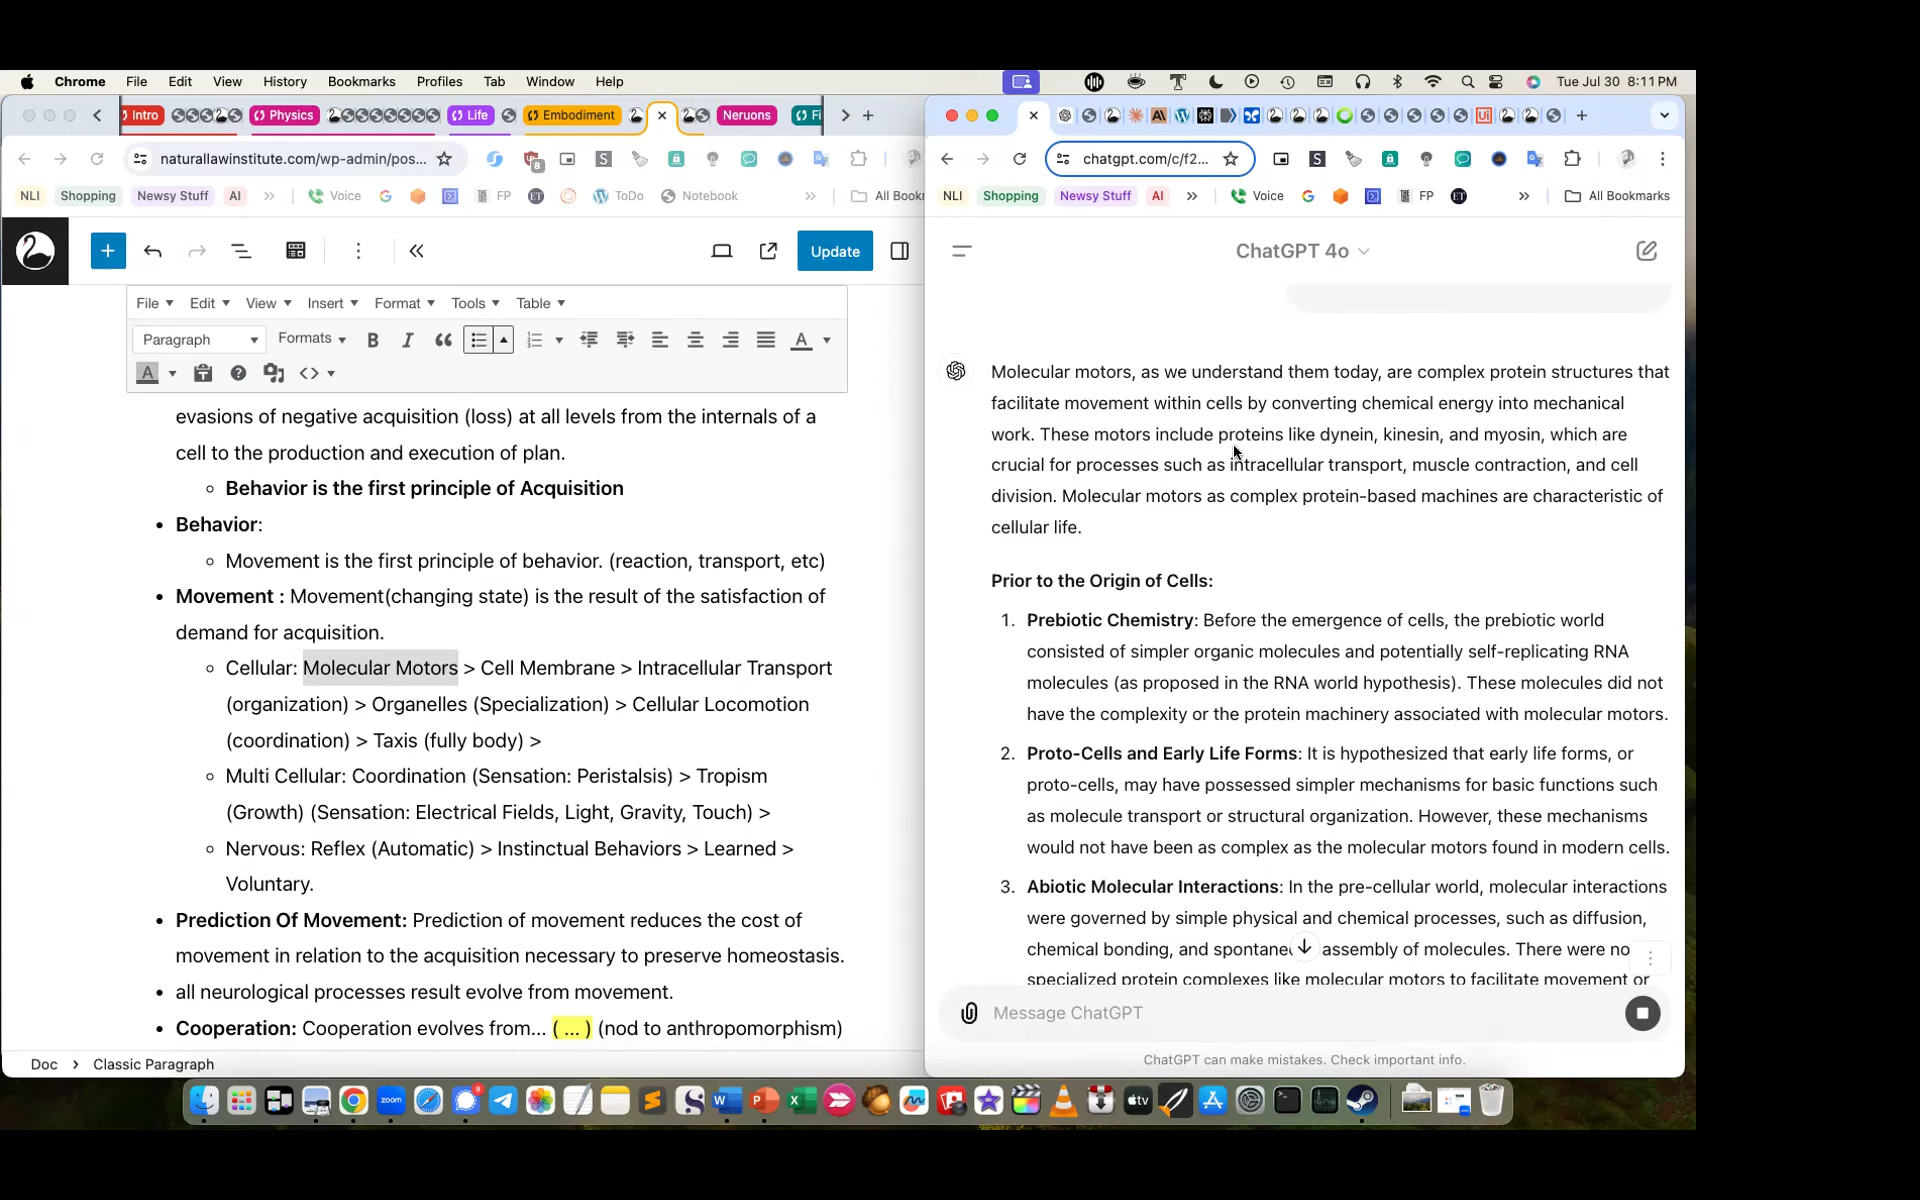 Chrome File Edit View History Bookmarks Profiles Tab Window Help Tue Jul 30 8:11 PM
Intro Physics Life Embodiment Neruons Fi
naturallawinstitute.com/wp-admin/pos...
8
NLI Shopping Newsy Stuff AI » Voice FP ET ToDo Notebook » All Bookn
Update
File Edit View Insert Format Tools Table
Paragraph Formats B I A
A
evasions of negative acquisition (loss) at all levels from the internals of a
cell to the production and execution of plan.
Behavior is the first principle of Acquisition
Behavior:
Movement is the first principle of behavior. (reaction, transport, etc)
Movement : Movement(changing state) is the result of the satisfaction of
demand for acquisition.
Cellular: Molecular Motors > Cell Membrane > Intracellular Transport
(organization) > Organelles (Specialization) > Cellular Locomotion
(coordination) > Taxis (fully body) >
Multi Cellular: Coordination (Sensation: Peristalsis) > Tropism
(Growth) (Sensation: Electrical Fields, Light, Gravity, Touch) >
Nervous: Reflex (Automatic) > Instinctual Behaviors > Learned >
Voluntary.
Prediction Of Movement: Prediction of movement reduces the cost of
movement in relation to the acquisition necessary to preserve homeostasis.
all neurological processes result evolve from movement.
Cooperation: Cooperation evolves from... ( ... ) (nod to anthropomorphism)
Doc › Classic Paragraph
chatgpt.com/c/f2...
NLI Shopping Newsy Stuff AI » Voice FP ET » All Bookmarks
ChatGPT 4o
Molecular motors, as we understand them today, are complex protein structures that
facilitate movement within cells by converting chemical energy into mechanical
work. These motors include proteins like dynein, kinesin, and myosin, which are
crucial for processes such as intracellular transport, muscle contraction, and cell
division. Molecular motors as complex protein-based machines are characteristic of
cellular life.
Prior to the Origin of Cells:
1. Prebiotic Chemistry: Before the emergence of cells, the prebiotic world
consisted of simpler organic molecules and potentially self-replicating RNA
molecules (as proposed in the RNA world hypothesis). These molecules did not
have the complexity or the protein machinery associated with molecular motors.
2. Proto-Cells and Early Life Forms: It is hypothesized that early life forms, or
proto-cells, may have possessed simpler mechanisms for basic functions such
as molecule transport or structural organization. However, these mechanisms
would not have been as complex as the molecular motors found in modern cells.
3. Abiotic Molecular Interactions: In the pre-cellular world, molecular interactions
were governed by simple physical and chemical processes, such as diffusion,
chemical bonding, and spontane assembly of molecules. There were no
specialized protein complexes like molecular motors to facilitate movement or
Message ChatGPT
ChatGPT can make mistakes. Check important info.
zoom tv